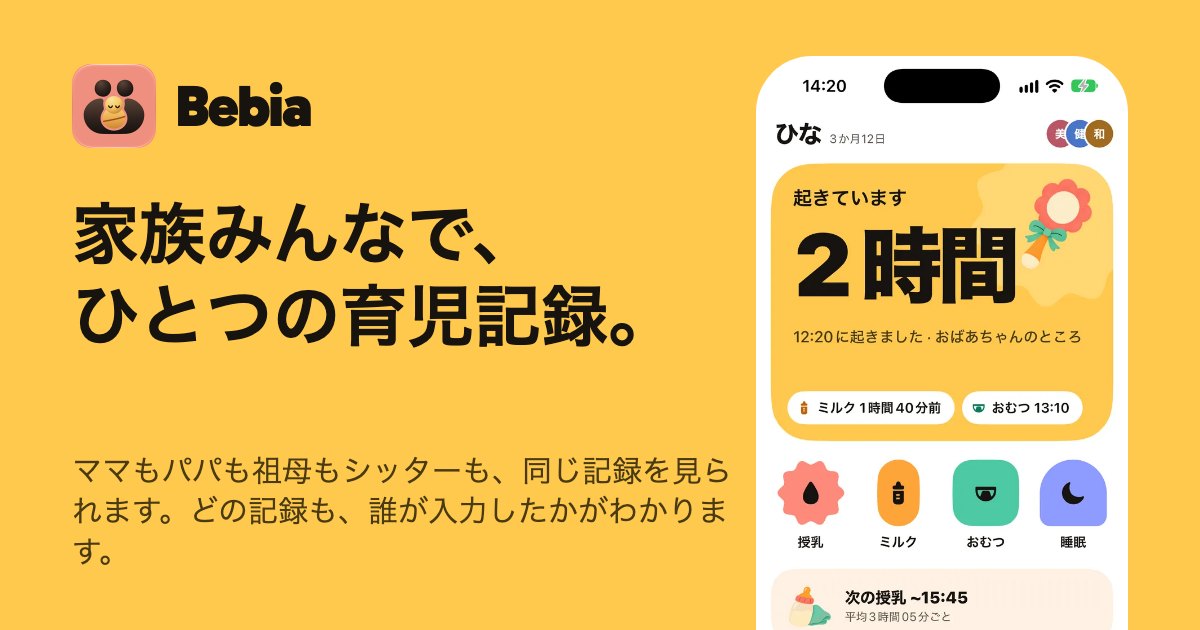 Bebia
家族みんなで、
ひとつの育児記録。
ママもパパも祖母もシッターも、同じ記録を見ら
れます。どの記録も、誰が入力したかがわかりま
す。
14:20
ひな 3か月12日
美 健 和
起きています
2時間
12:20に起きました · おばあちゃんのところ
ミルク 1時間40分前 おむつ 13:10
授乳 ミルク おむつ 睡眠
次の授乳 ~15:45
平均3時間05分ごと